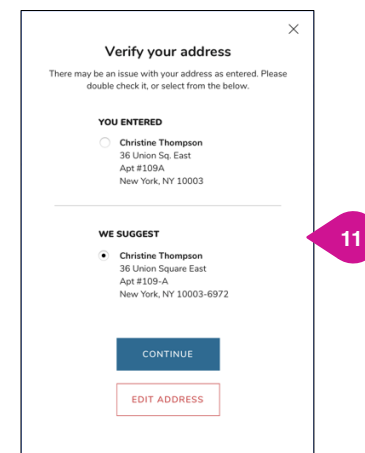 Verify your address
There may be an issue with your address as entered. Please
double check it, or select from the below.
YOU ENTERED
Christine Thompson
36 Union Sq. East
Apt #109A
New York, NY 10003
WE SUGGEST
Christine Thompson
36 Union Square East
Apt #109-A
New York, NY 10003-6972
11
CONTINUE
EDIT ADDRESS